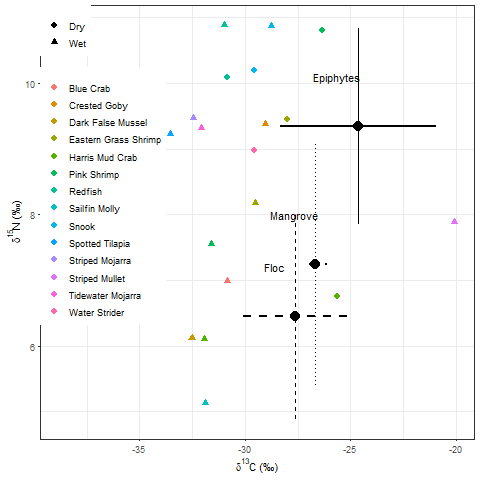 Dry
Wet
Blue Crab
Crested Goby
Dark False Mussel
Eastern Grass Shrimp
Harris Mud Crab
Pink Shrimp
Redfish
Sailfin Molly
Snook
Spotted Tilapia
Striped Mojarra
Striped Mullet
Tidewater Mojarra
Water Strider
Epiphytes
Mangrove
Floc
10
8
6
δ¹⁵N (‰)
-35 -30 -25 -20
δ¹³C (‰)